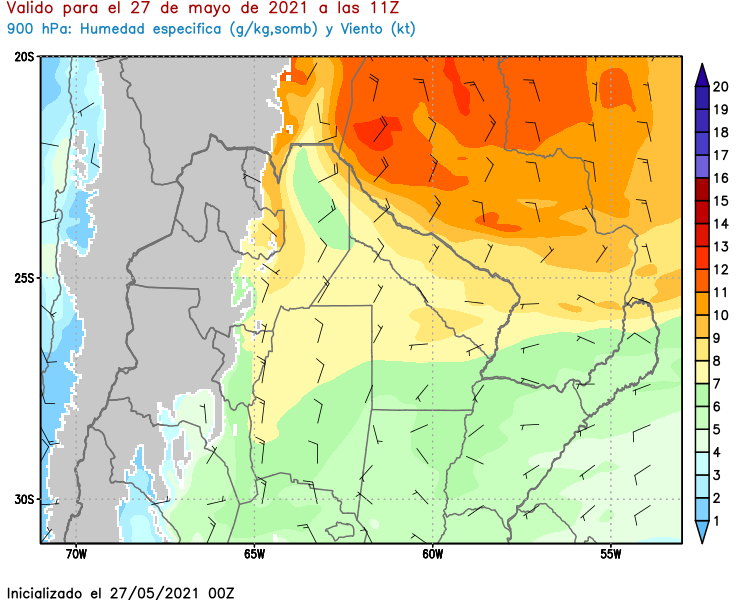 Valido para el 27 de mayo de 2021 a las 11Z
900 hPa: Humedad especifica (g/kg,somb) y Viento (kt)
20S
25S
30S
70W 65W 60W 55W
20
19
18
17
16
15
14
13
12
11
10
9
8
7
6
5
4
3
2
1
Inicializado el 27/05/2021 00Z